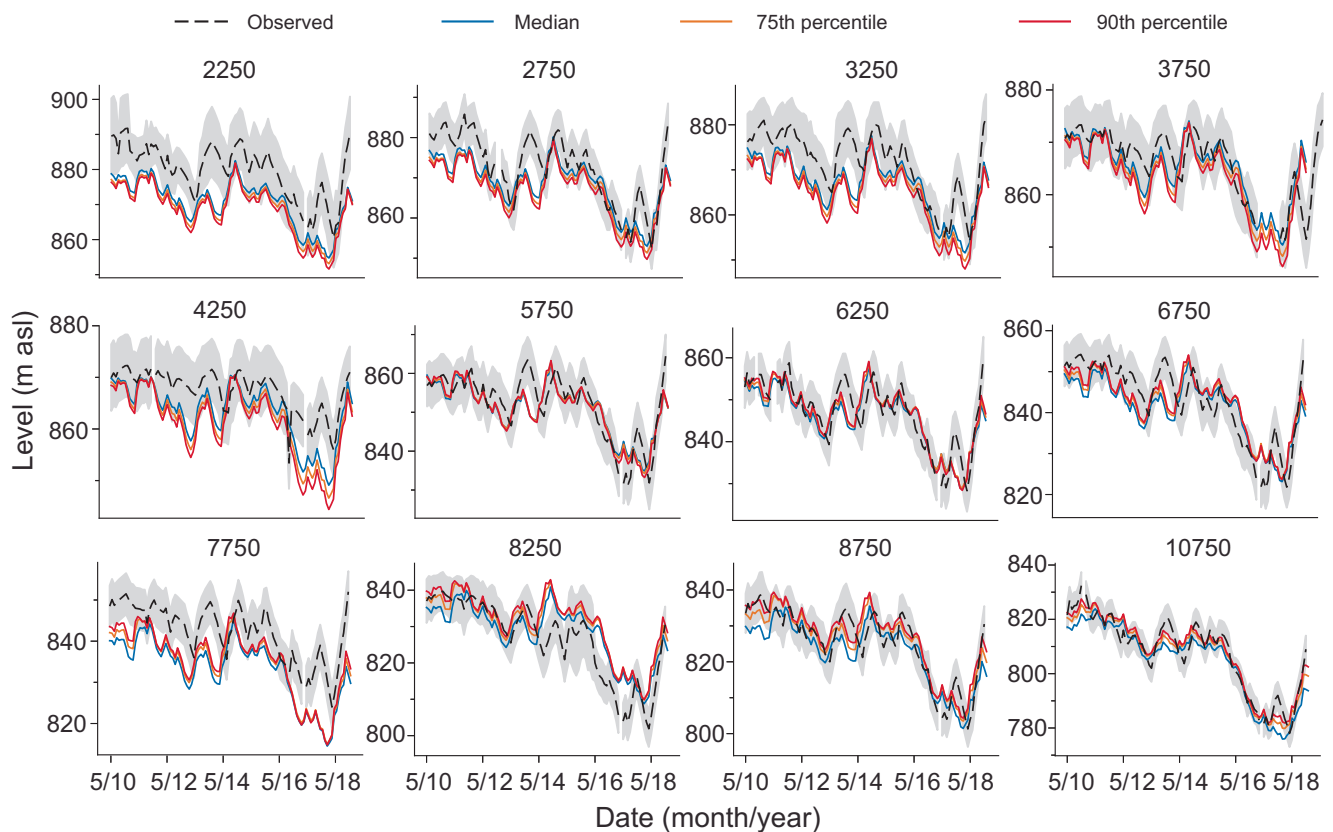 Observed Median 75th percentile 90th percentile
2250 2750 3250 3750
900 880 860
880 860
880 860
880 860
4250 5750 6250 6750
880 860
860 840
860 840
860 840 820
7750 8250 8750 10750
840 820
840 820 800
840 820 800
840 820 800 780
5/10 5/12 5/14 5/16 5/18 5/10 5/12 5/14 5/16 5/18 5/10 5/12 5/14 5/16 5/18 5/10 5/12 5/14 5/16 5/18
Level (m asl)
Date (month/year)